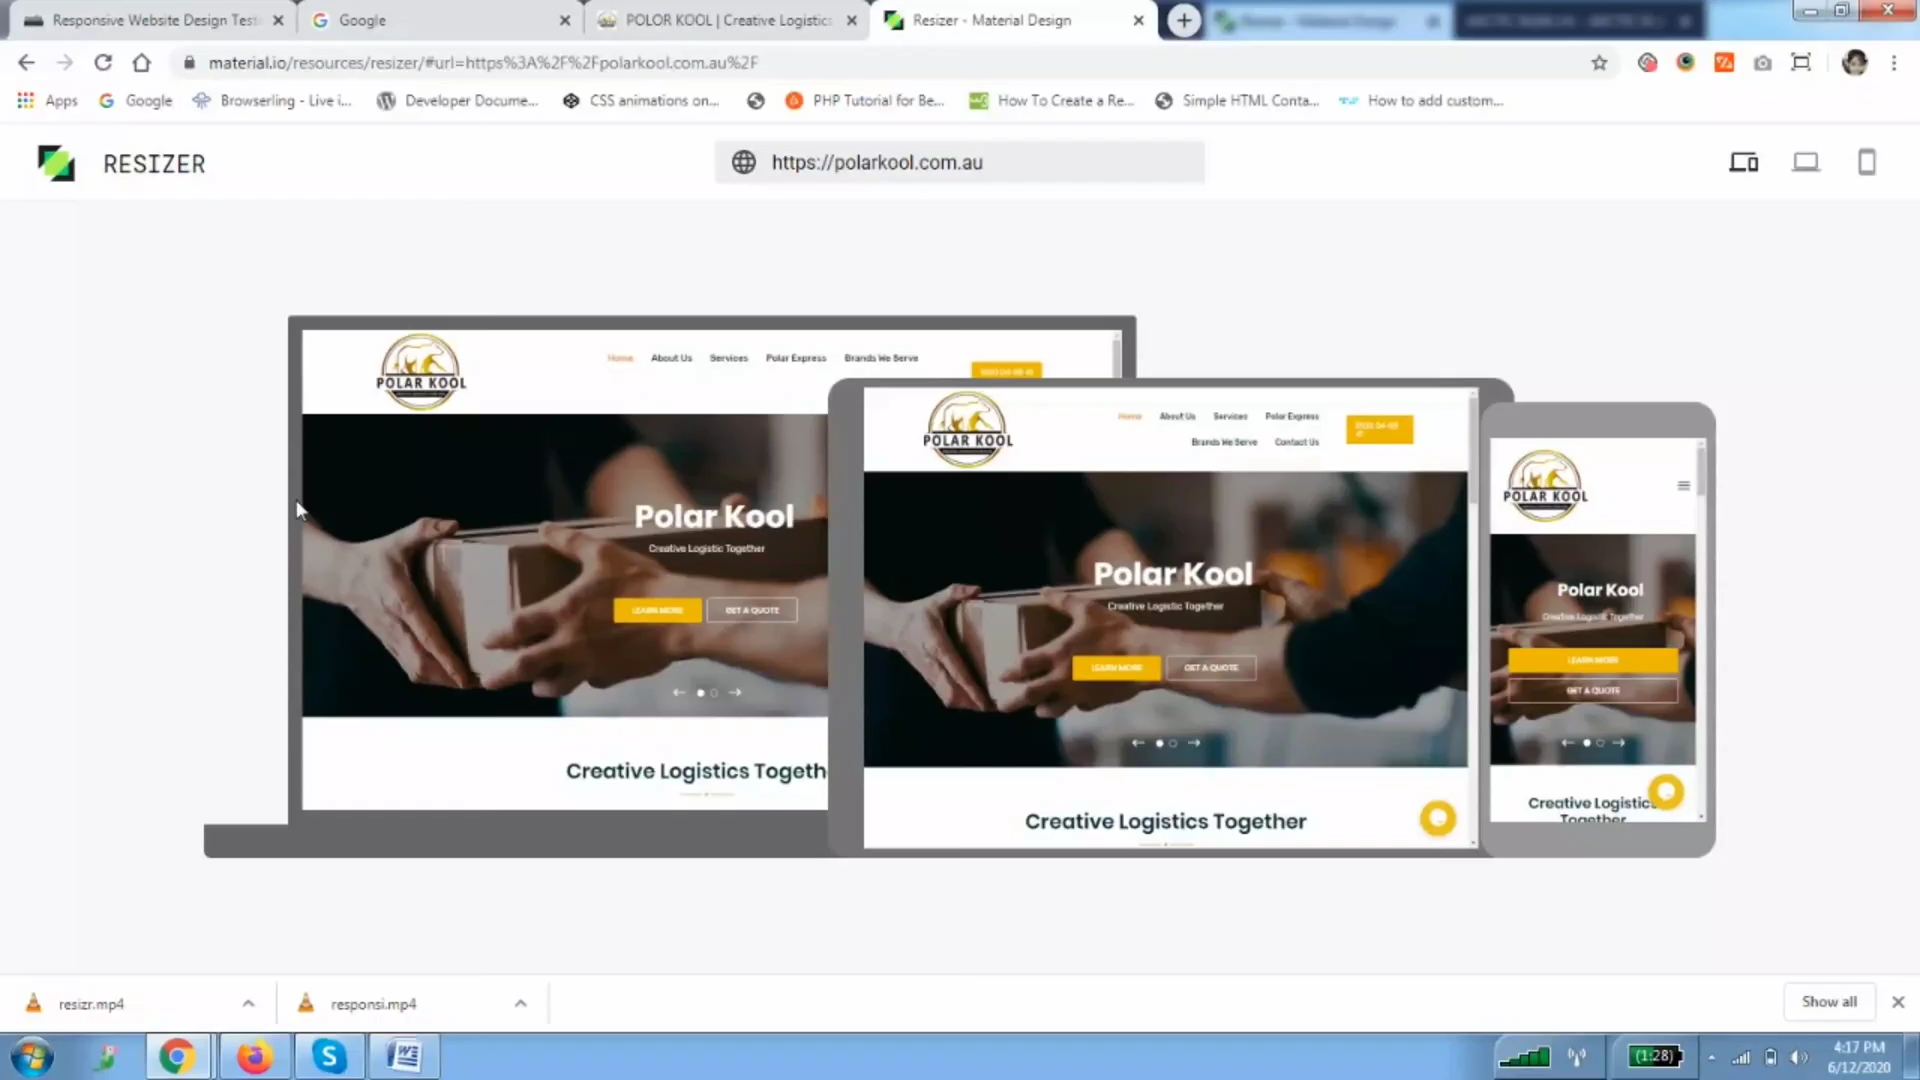 Responsive Website Design Test
Google
POLOR KOOL | Creative Logistics
Resizer - Material Design
material.io/resources/resizer/#url=https%3A%2F%2Fpolarkool.com.au%2F
Apps
Google
Browserling - Live i...
Developer Docume...
CSS animations on...
PHP Tutorial for Be...
How To Create a Re...
Simple HTML Conta...
How to add custom...
RESIZER
https://polarkool.com.au
POLAR KOOL
Home About Us Services Polar Express Brands We Serve
Polar Kool
Creative Logistic Together
LEARN MORE GET A QUOTE
Creative Logistics Togeth
POLAR KOOL
Home About Us Services Polar Express
Brands We Serve Contact Us
Polar Kool
Creative Logistic Together
LEARN MORE GET A QUOTE
Creative Logistics Together
POLAR KOOL
Polar Kool
Creative Logistic Together
LEARN MORE
GET A QUOTE
Creative Logistics
Together
resizr.mp4
responsi.mp4
Show all
(1:28)
4:17 PM
6/12/2020